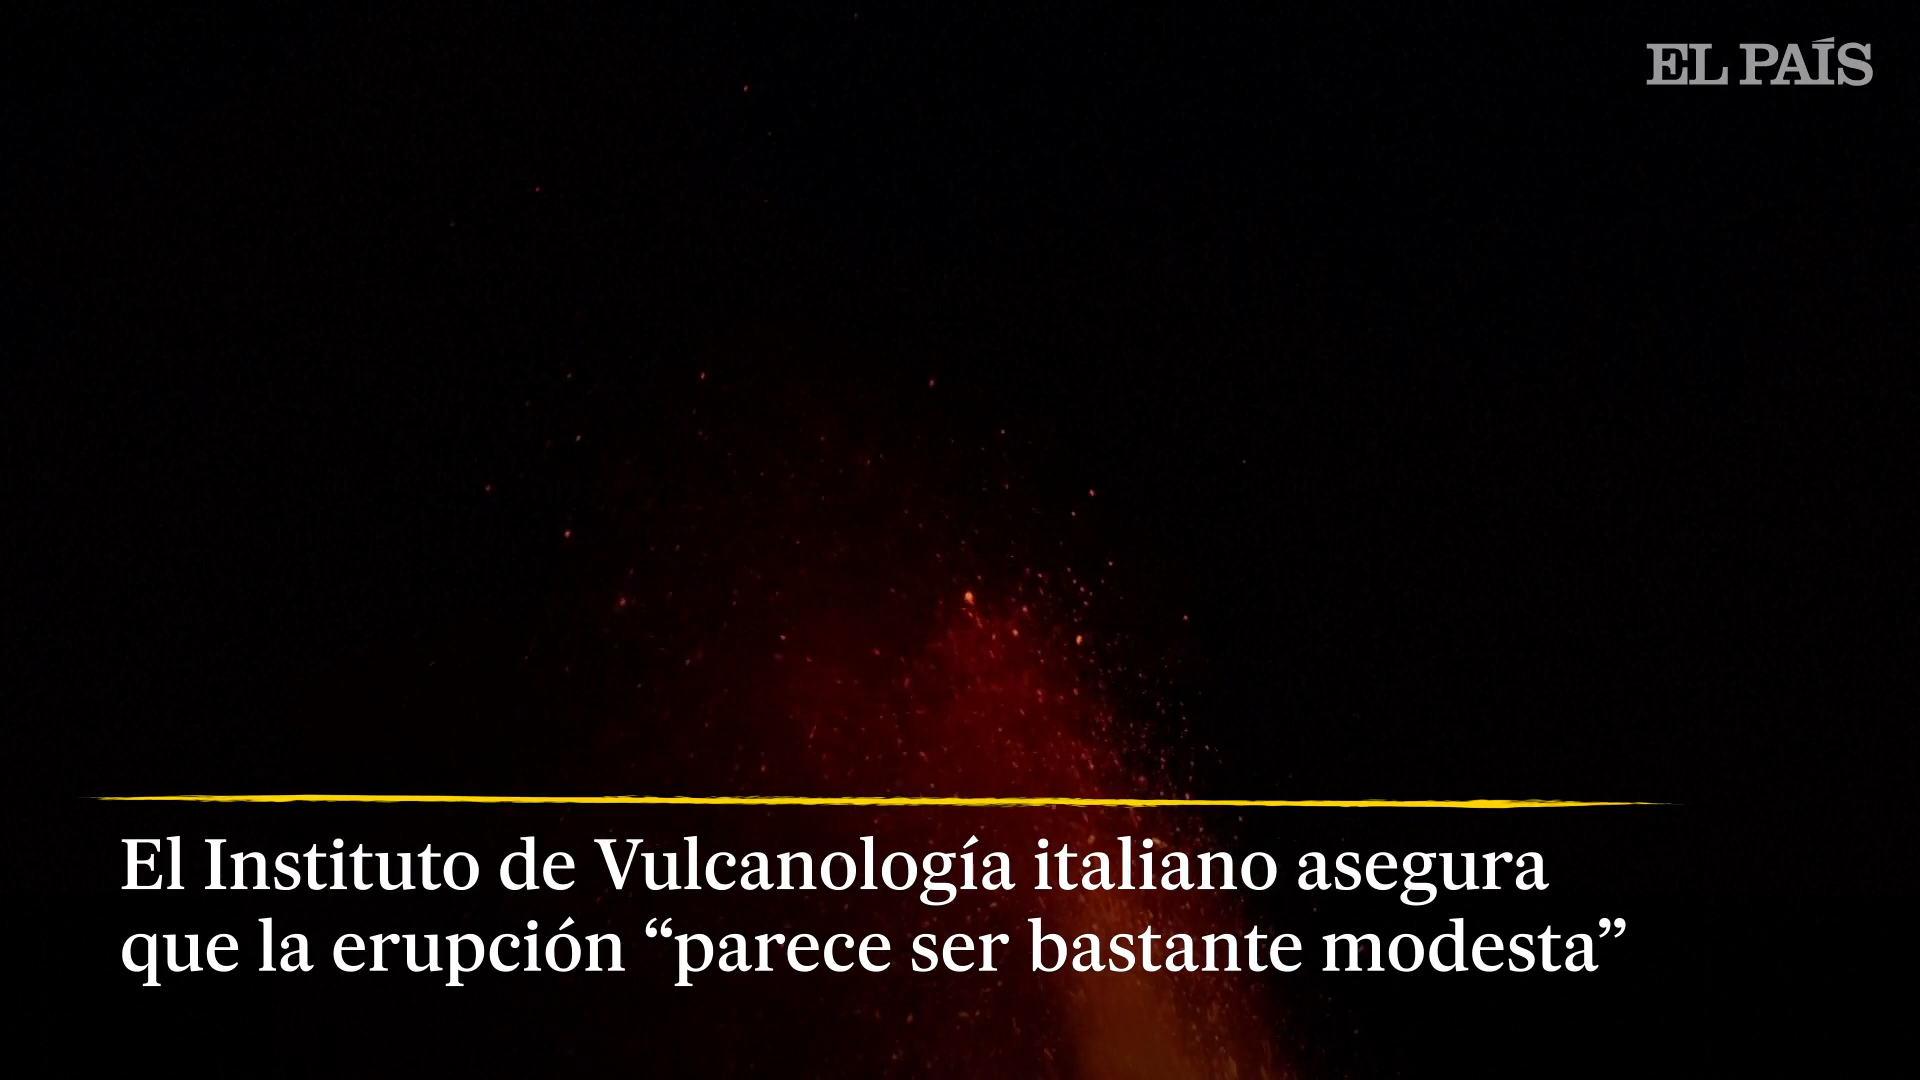 EL PAÍS
El Instituto de Vulcanología italiano asegura
que la erupción “parece ser bastante modesta”